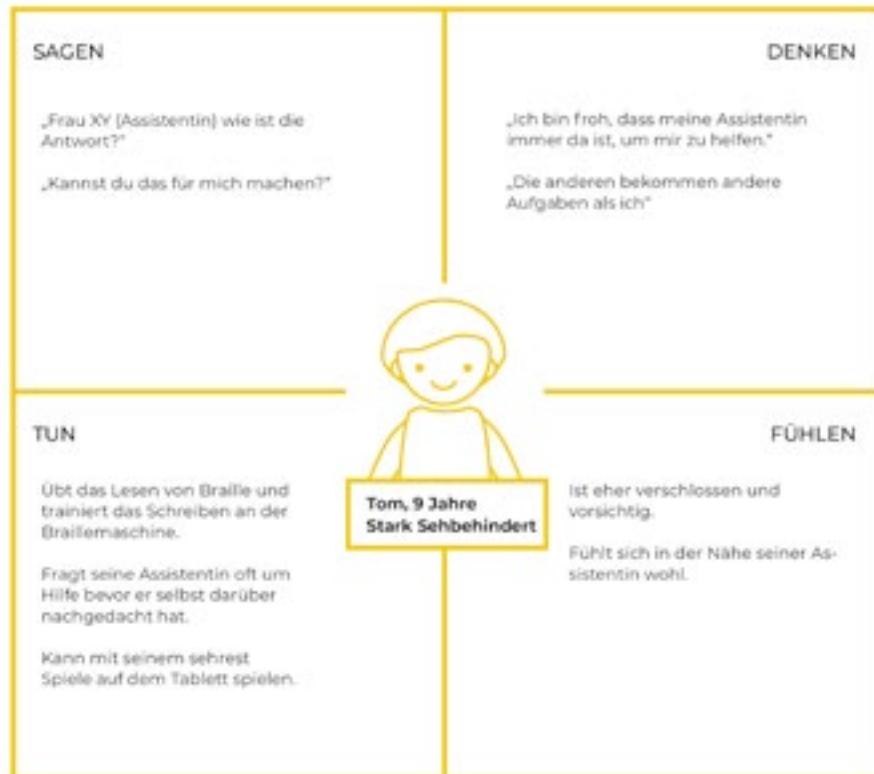 SAGEN
„Frau XY (Assistentin) wie ist die
Antwort?"
„Kannst du das für mich machen?"
DENKEN
„Ich bin froh, dass meine Assistentin
immer da ist, um mir zu helfen."
„Die anderen bekommen andere
Aufgaben als ich"
TUN
Übt das Lesen von Braille und
trainiert das Schreiben an der
Braillemaschine.
Fragt seine Assistentin oft um
Hilfe bevor er selbst darüber
nachgedacht hat.
Kann mit seinem sehrest
Spiele auf dem Tablett spielen.
Tom, 9 Jahre
Stark Sehbehindert
FÜHLEN
Ist eher verschlossen und
vorsichtig.
Fühlt sich in der Nähe seiner As-
sistentin wohl.